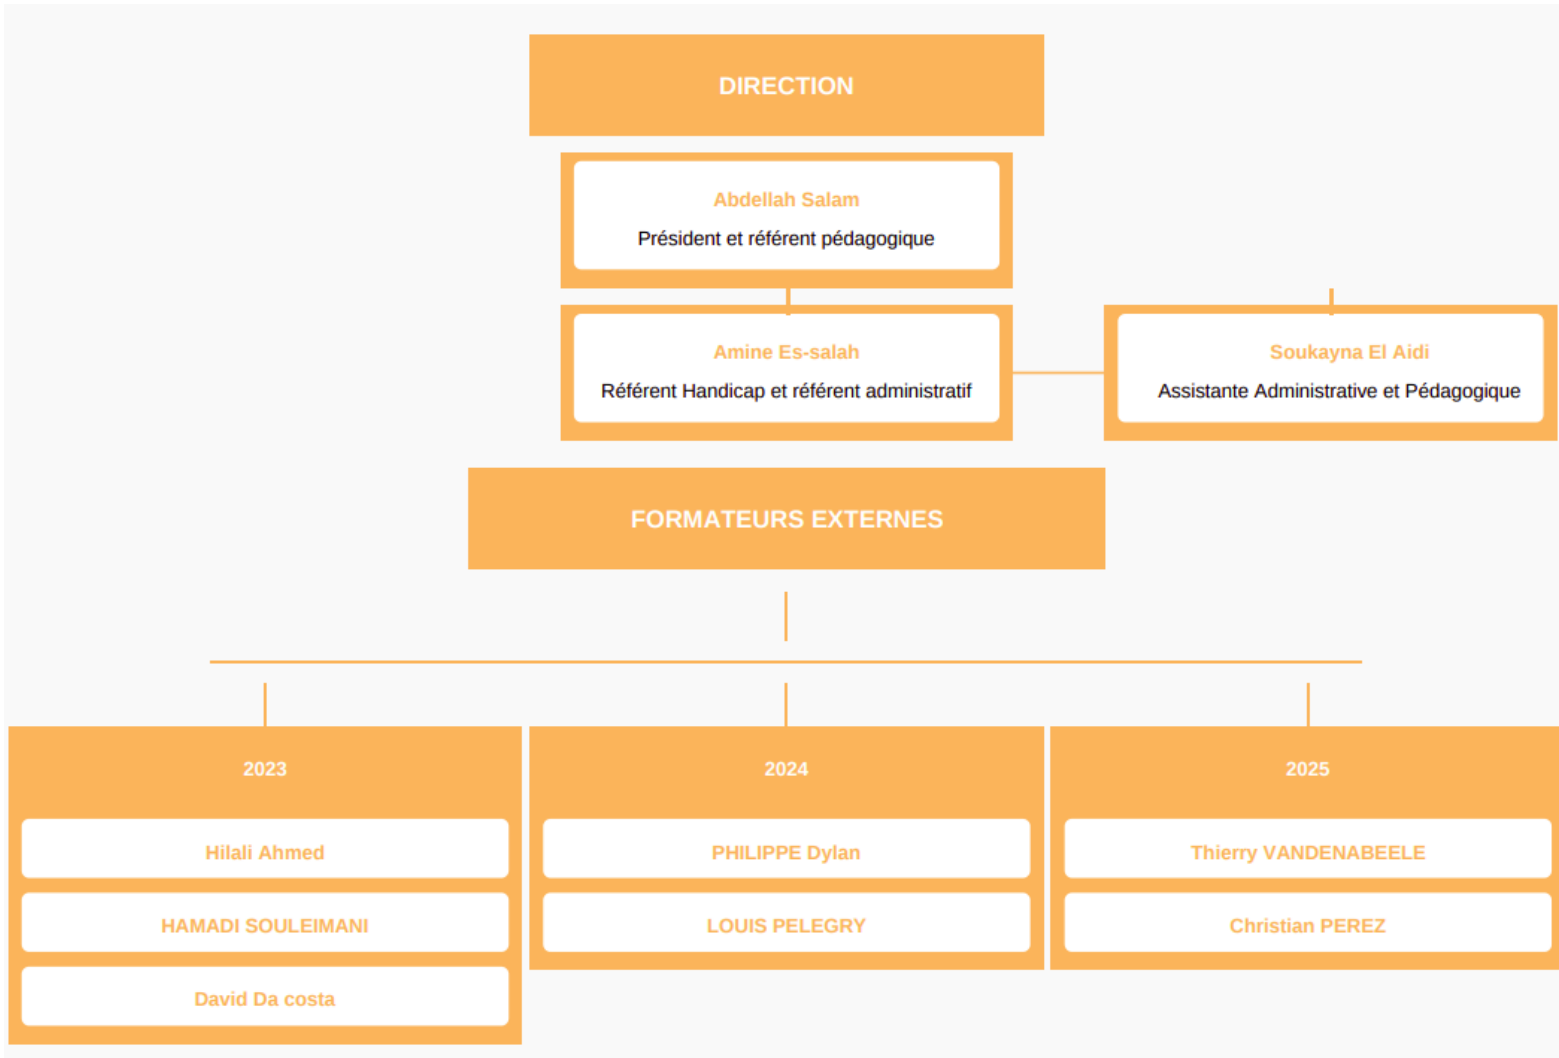 DIRECTION
Abdellah Salam
Président et référent pédagogique
Amine Es-salah
Référent Handicap et référent administratif
Soukayna El Aidi
Assistante Administrative et Pédagogique
FORMATEURS EXTERNES
2023
Hilali Ahmed
HAMADI SOULEIMANI
David Da costa
2024
PHILIPPE Dylan
LOUIS PELEGRY
2025
Thierry VANDENABEELE
Christian PEREZ